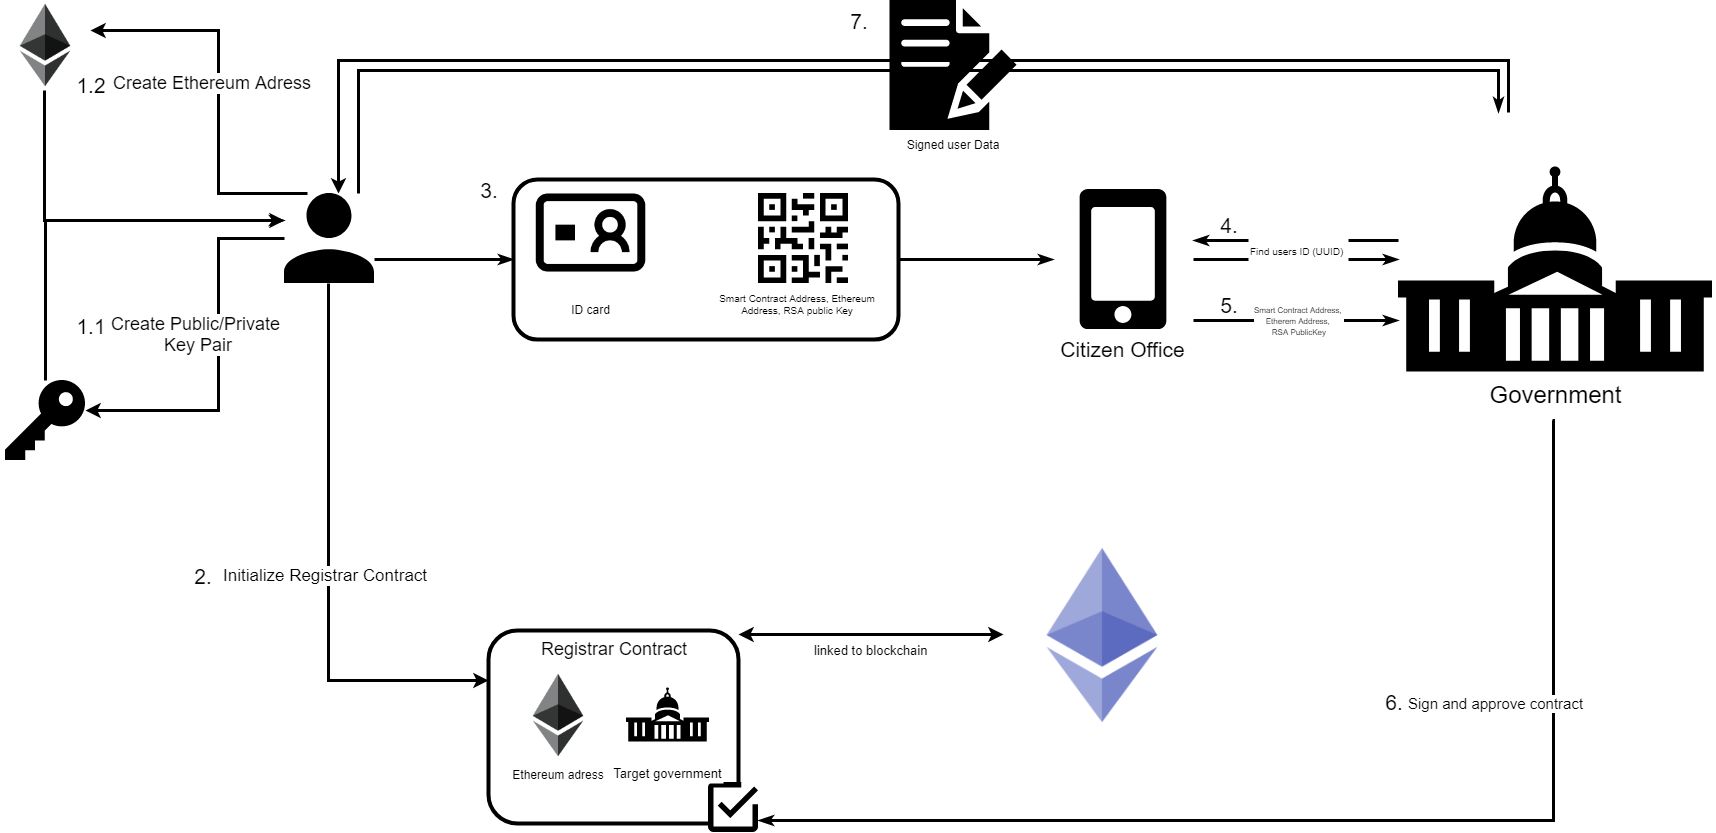 7.
1.2 Create Ethereum Adress
Signed user Data
3.
ID card
Smart Contract Address, Ethereum
Address, RSA public Key
4.
Find users ID (UUID)
5.
Smart Contract Address,
Etherem Address,
RSA PublicKey
Citizen Office
Government
1.1 Create Public/Private
Key Pair
2. Initialize Registrar Contract
Registrar Contract
linked to blockchain
Ethereum adress
Target government
6. Sign and approve contract